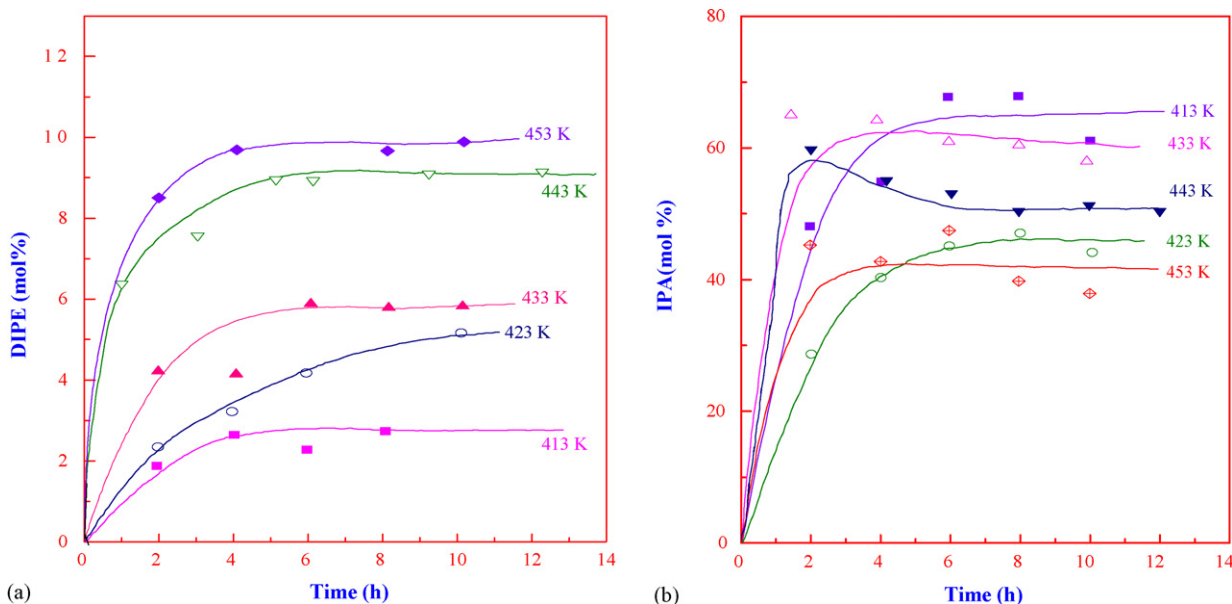 12
10
8
6
4
2
0
DIPE (mol%)
453 K
443 K
433 K
423 K
413 K
0 2 4 6 8 10 12 14
Time (h)
(a)
80
60
40
20
0
IPA(mol %)
413 K
433 K
443 K
423 K
453 K
0 2 4 6 8 10 12 14
Time (h)
(b)